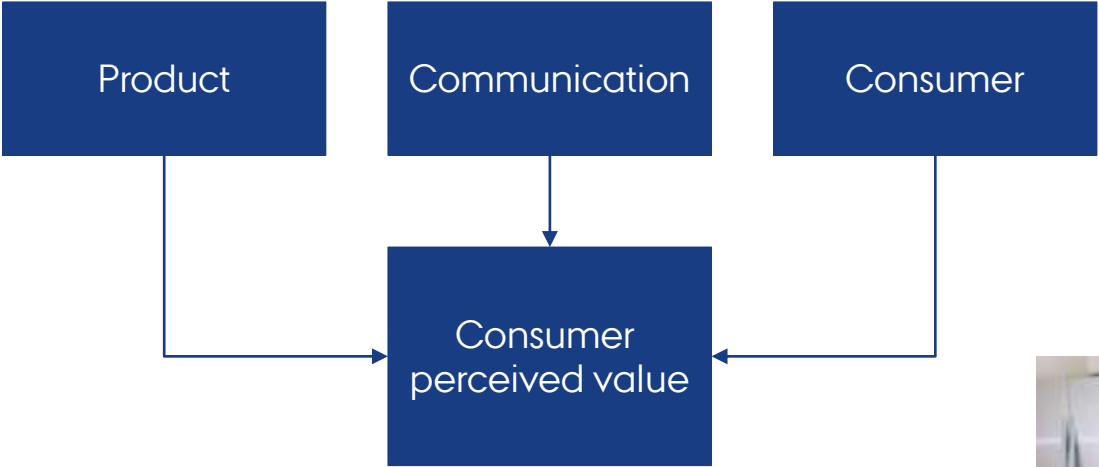 Product
Communication
Consumer
Consumer
perceived value